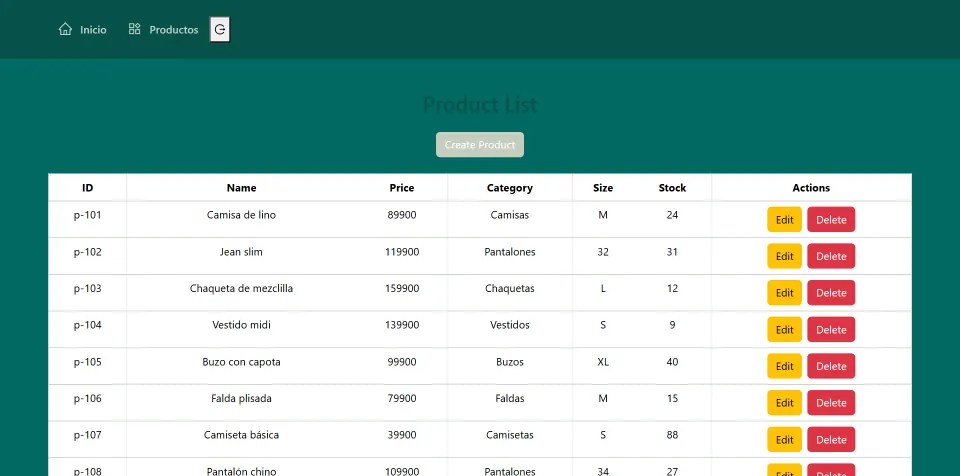 Inicio Productos
Product List
Create Product
ID Name Price Category Size Stock Actions
p-101 Camisa de lino 89900 Camisas M 24 Edit Delete
p-102 Jean slim 119900 Pantalones 32 31 Edit Delete
p-103 Chaqueta de mezclilla 159900 Chaquetas L 12 Edit Delete
p-104 Vestido midi 139900 Vestidos S 9 Edit Delete
p-105 Buzo con capota 99900 Buzos XL 40 Edit Delete
p-106 Falda plisada 79900 Faldas M 15 Edit Delete
p-107 Camiseta básica 39900 Camisetas S 88 Edit Delete
p-108 Pantalón chino 109900 Pantalones 34 27 Edit Delete